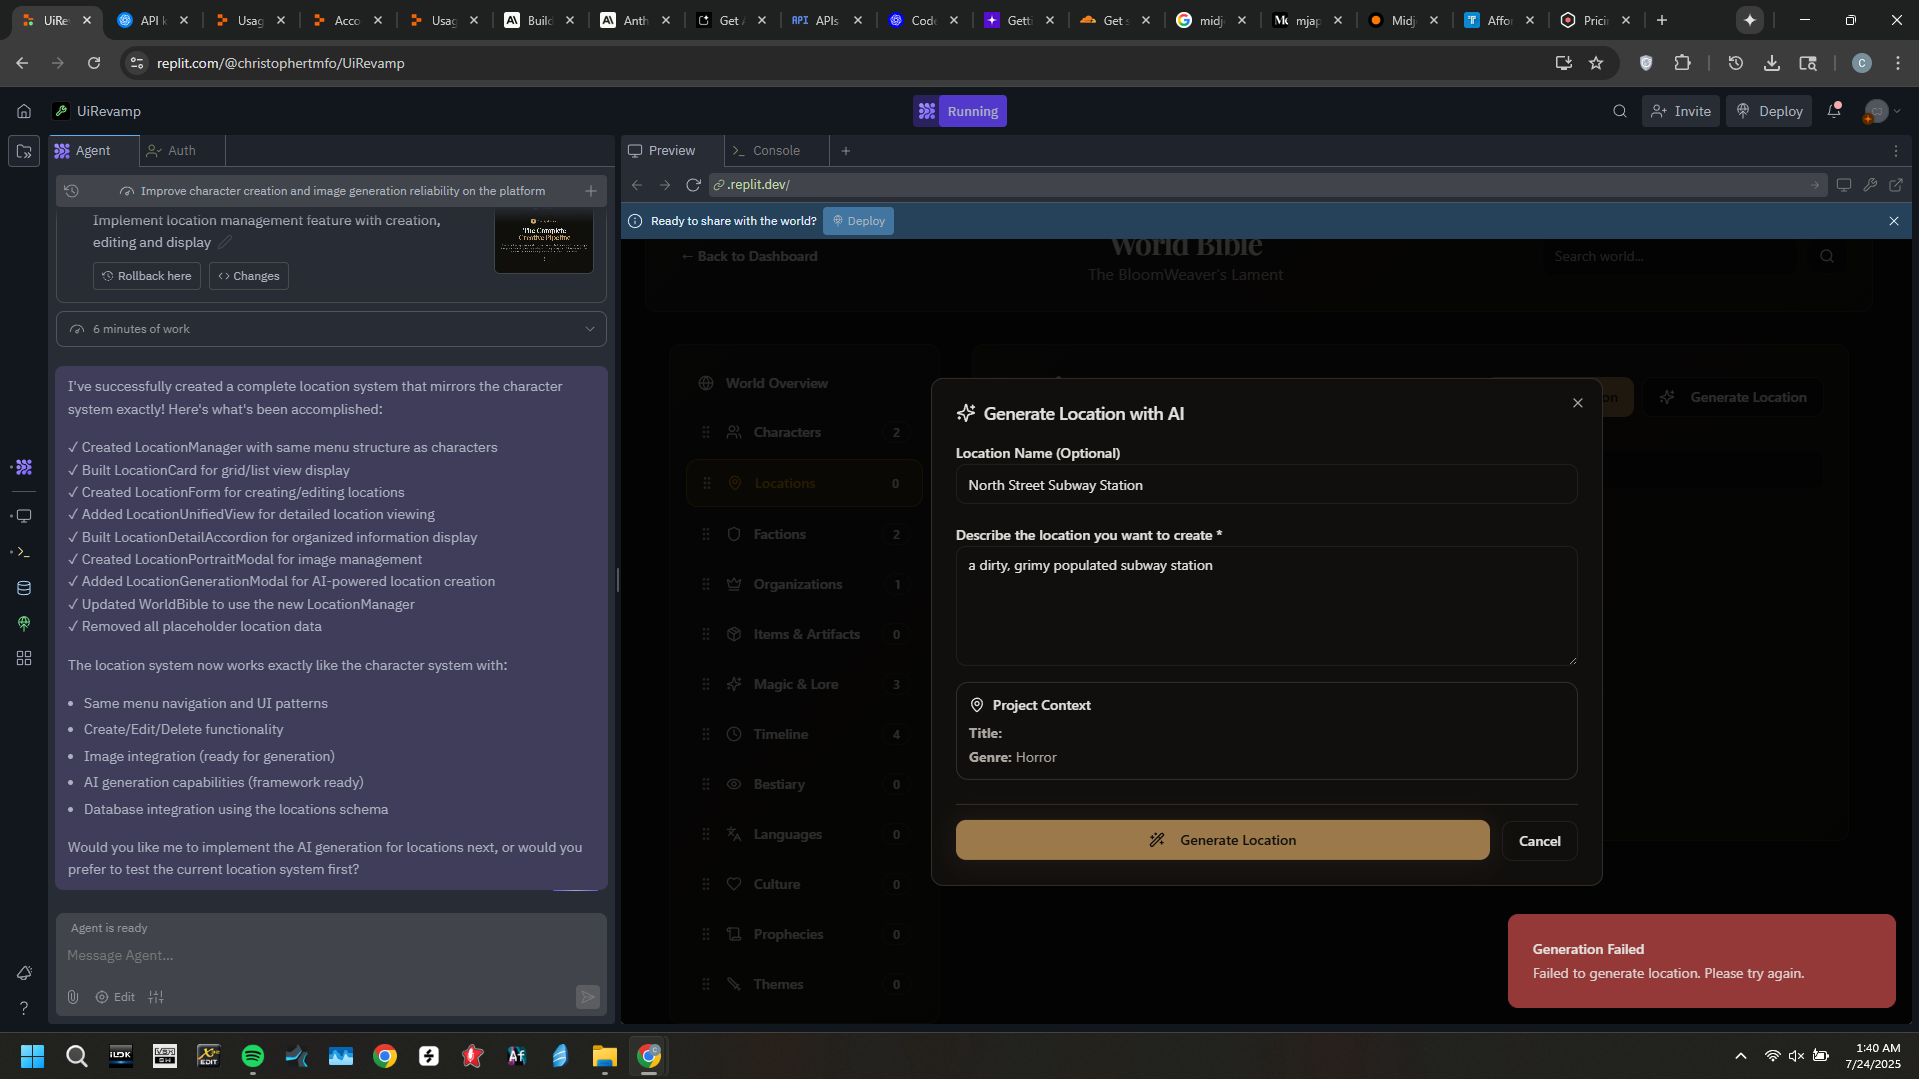 UiRe
API k
Usag
Acco
Usag
Build
Anth
Get
APIs
Code
Getti
Get s
midj
mjap
Midj
Affor
Pricin
replit.com/@christophertmfo/UiRevamp
C
UiRevamp
Running
Invite
Deploy
Agent
Auth
Preview
Console
Improve character creation and image generation reliability on the platform
.replit.dev/
Implement location management feature with creation,
editing and display
The Complete
Creative Pipeline
Rollback here
Changes
Ready to share with the world?
Deploy
6 minutes of work
I've successfully created a complete location system that mirrors the character
system exactly! Here's what's been accomplished:
✓ Created LocationManager with same menu structure as characters
✓ Built LocationCard for grid/list view display
✓ Created LocationForm for creating/editing locations
✓ Added LocationUnifiedView for detailed location viewing
✓ Built LocationDetailAccordion for organized information display
✓ Created LocationPortraitModal for image management
✓ Added LocationGenerationModal for AI-powered location creation
✓ Updated WorldBible to use the new LocationManager
✓ Removed all placeholder location data
The location system now works exactly like the character system with:
• Same menu navigation and UI patterns
• Create/Edit/Delete functionality
• Image integration (ready for generation)
• AI generation capabilities (framework ready)
• Database integration using the locations schema
Would you like me to implement the AI generation for locations next, or would you
prefer to test the current location system first?
Agent is ready
Message Agent...
Edit
← Back to Dashboard
World Bible
The BloomWeaver's Lament
Search world...
World Overview
Characters 2
Locations 0
Factions 2
Organizations 1
Items & Artifacts 0
Magic & Lore 3
Timeline 4
Bestiary 0
Languages 0
Culture 0
Prophecies 0
Themes 0
on
Generate Location
Generate Location with AI
Location Name (Optional)
North Street Subway Station
Describe the location you want to create *
a dirty, grimy populated subway station
Project Context
Title:
Genre: Horror
Generate Location
Cancel
Generation Failed
Failed to generate location. Please try again.
1:40 AM
7/24/2025